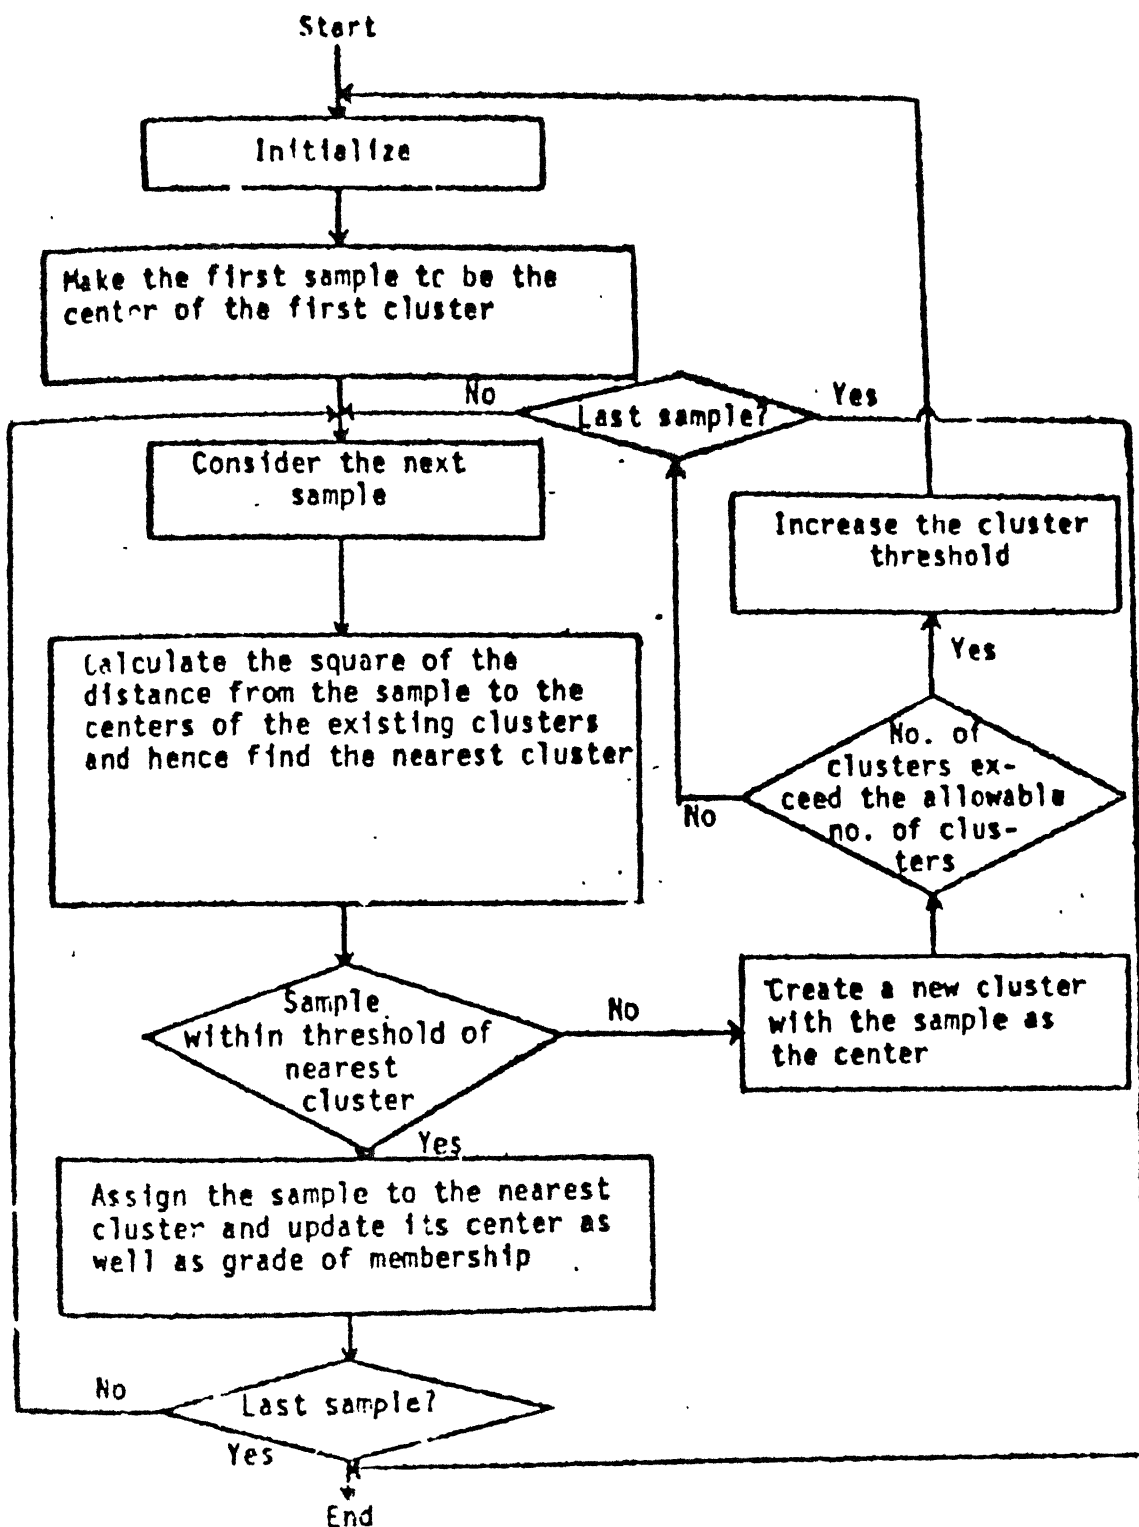 Start
Initialize
Make the first sample to be the
center of the first cluster
No
Last sample?
Yes
Consider the next
sample
Increase the cluster
threshold
Yes
Calculate the square of the
distance from the sample to the
centers of the existing clusters
and hence find the nearest cluster
No. of
clusters ex-
ceed the allowable
no. of clus-
ters
No
Sample
within threshold of
nearest
cluster
No
Create a new cluster
with the sample as
the center
Yes
Assign the sample to the nearest
cluster and update its center as
well as grade of membership
No
Last sample?
Yes
End